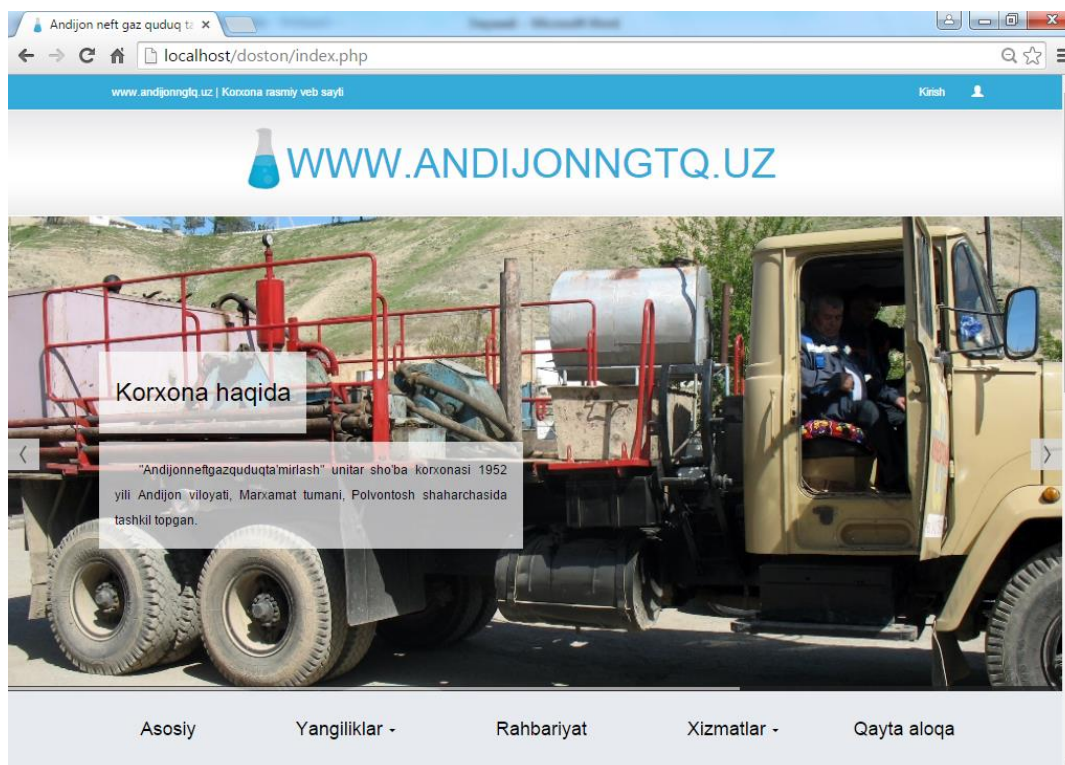 Andijon neft gaz quduq ta
localhost/doston/index.php
www.andijonngtq.uz | Korxona rasmiy veb sayti
Kirish
WWW.ANDIJONNGTQ.UZ
Korxona haqida
"Andijonneftgazquduqta'mirlash" unitar sho'ba korxonasi 1952
yili Andijon viloyati, Marxamat tumani, Polvontosh shaharchasida
tashkil topgan.
Asosiy
Yangiliklar
Rahbariyat
Xizmatlar
Qayta aloqa